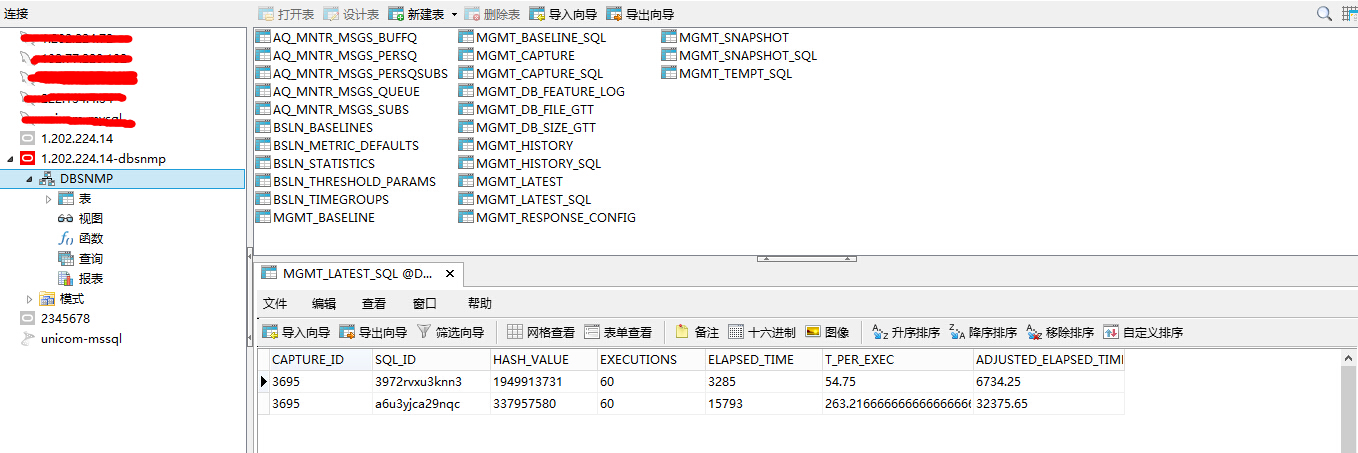 连接
打开表 设计表 新建表 删除表 导入向导 导出向导
1.202.224.14
1.202.224.14-dbsnmp
DBSNMP
表
视图
函数
查询
报表
模式
2345678
unicom-mssql
AQ_MNTR_MSGS_BUFFQ
AQ_MNTR_MSGS_PERSQ
AQ_MNTR_MSGS_PERSQSUBS
AQ_MNTR_MSGS_QUEUE
AQ_MNTR_MSGS_SUBS
BSLN_BASELINES
BSLN_METRIC_DEFAULTS
BSLN_STATISTICS
BSLN_THRESHOLD_PARAMS
BSLN_TIMEGROUPS
MGMT_BASELINE
MGMT_BASELINE_SQL
MGMT_CAPTURE
MGMT_CAPTURE_SQL
MGMT_DB_FEATURE_LOG
MGMT_DB_FILE_GTT
MGMT_DB_SIZE_GTT
MGMT_HISTORY
MGMT_HISTORY_SQL
MGMT_LATEST
MGMT_LATEST_SQL
MGMT_RESPONSE_CONFIG
MGMT_SNAPSHOT
MGMT_SNAPSHOT_SQL
MGMT_TEMPT_SQL
MGMT_LATEST_SQL @D...
文件 编辑 查看 窗口 帮助
导入向导 导出向导 筛选向导 网格查看 表单查看 备注 十六进制 图像 升序排序 降序排序 移除排序 自定义排序
CAPTURE_ID SQL_ID HASH_VALUE EXECUTIONS ELAPSED_TIME T_PER_EXEC ADJUSTED_ELAPSED_TIME
3695 3972rvxu3knn3 1949913731 60 3285 54.75 6734.25
3695 a6u3yjca29nqc 337957580 60 15793 263.21666666666666666 32375.65